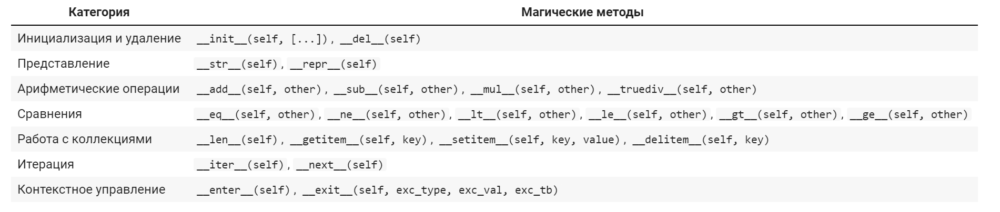 Категория Магические методы
Инициализация и удаление __init__(self, [...]), __del__(self)
Представление __str__(self), __repr__(self)
Арифметические операции __add__(self, other), __sub__(self, other), __mul__(self, other), __truediv__(self, other)
Сравнения __eq__(self, other), __ne__(self, other), __lt__(self, other), __le__(self, other), __gt__(self, other), __ge__(self, other)
Работа с коллекциями __len__(self), __getitem__(self, key), __setitem__(self, key, value), __delitem__(self, key)
Итерация __iter__(self), __next__(self)
Контекстное управление __enter__(self), __exit__(self, exc_type, exc_val, exc_tb)